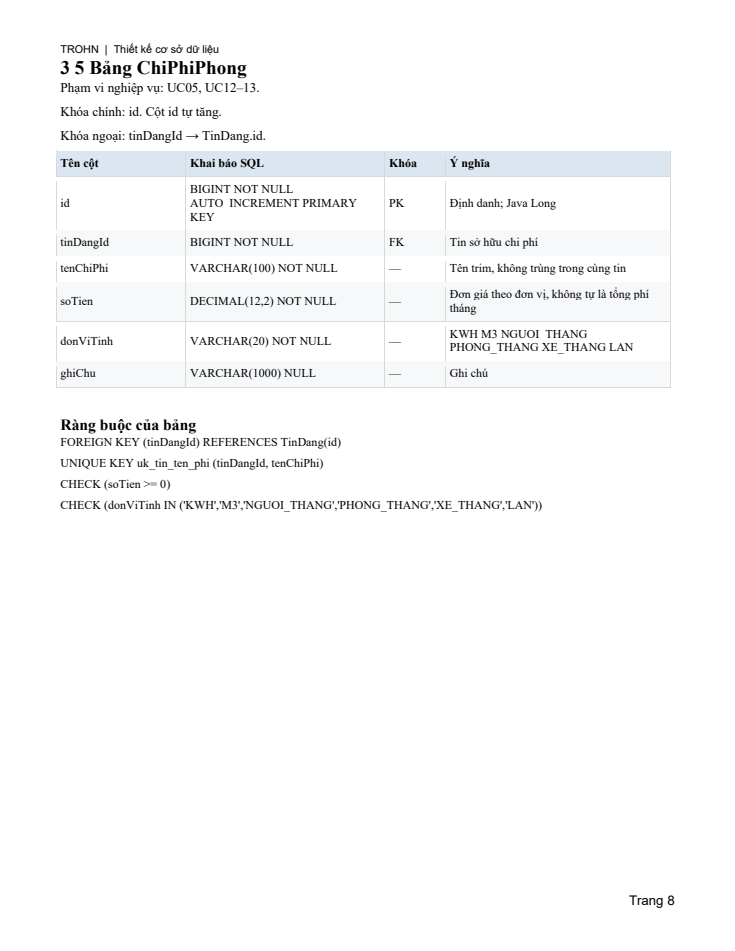 TROHN | Thiết kế cơ sở dữ liệu
3 5 Bảng ChiPhiPhong
Phạm vi nghiệp vụ: UC05, UC12–13.
Khóa chính: id. Cột id tự tăng.
Khóa ngoại: tinDangId → TinDang.id.
Tên cột Khai báo SQL Khóa Ý nghĩa
id BIGINT NOT NULL AUTO INCREMENT PRIMARY KEY PK Định danh; Java Long
tinDangId BIGINT NOT NULL FK Tin sở hữu chi phí
tenChiPhi VARCHAR(100) NOT NULL — Tên trim, không trùng trong cùng tin
soTien DECIMAL(12,2) NOT NULL — Đơn giá theo đơn vị, không tự là tổng phí tháng
donViTinh VARCHAR(20) NOT NULL — KWH M3 NGUOI THANG PHONG_THANG XE_THANG LAN
ghiChu VARCHAR(1000) NULL — Ghi chú
Ràng buộc của bảng
FOREIGN KEY (tinDangId) REFERENCES TinDang(id)
UNIQUE KEY uk_tin_ten_phi (tinDangId, tenChiPhi)
CHECK (soTien >= 0)
CHECK (donViTinh IN ('KWH','M3','NGUOI_THANG','PHONG_THANG','XE_THANG','LAN'))
Trang 8